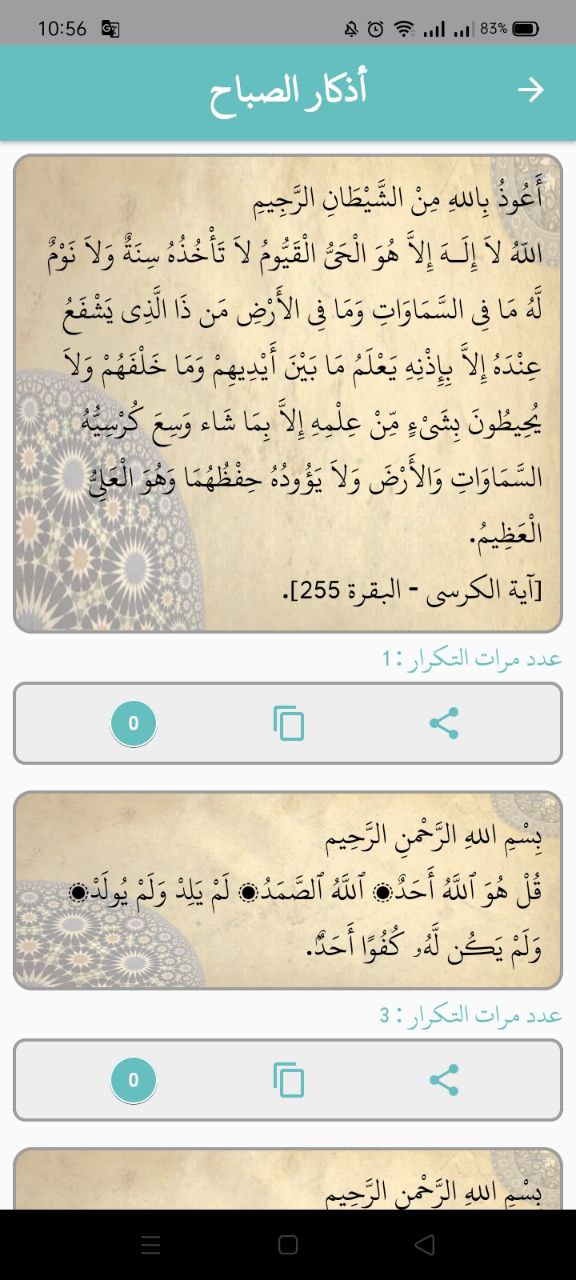 10:56
83%
أذكار الصباح
أَعُوذُ بِاللهِ مِنْ الشَّيْطَانِ الرَّجِيمِ
اللّهُ لاَ إِلَـهَ إِلاَّ هُوَ الْحَيُّ الْقَيُّومُ لاَ تَأْخُذُهُ سِنَةٌ وَلاَ نَوْمٌ
لَّهُ مَا فِي السَّمَاوَاتِ وَمَا فِي الأَرْضِ مَن ذَا الَّذِي يَشْفَعُ
عِنْدَهُ إِلاَّ بِإِذْنِهِ يَعْلَمُ مَا بَيْنَ أَيْدِيهِمْ وَمَا خَلْفَهُمْ وَلاَ
يُحِيطُونَ بِشَيْءٍ مِّنْ عِلْمِهِ إِلاَّ بِمَا شَاء وَسِعَ كُرْسِيُّهُ
السَّمَاوَاتِ وَالأَرْضَ وَلاَ يَؤُودُهُ حِفْظُهُمَا وَهُوَ الْعَلِيُّ
الْعَظِيمُ.
[آية الكرسى - البقرة 255].
عدد مرات التكرار : 1
0
بِسْمِ اللهِ الرَّحْمنِ الرَّحِيم
قُلْ هُوَ ٱللَّهُ أَحَدٌ۝ ٱللَّهُ ٱلصَّمَدُ۝ لَمْ يَلِدْ وَلَمْ يُولَدْ۝
وَلَمْ يَكُن لَّهُۥ كُفُوًا أَحَدٌۢ.
عدد مرات التكرار : 3
0
بِسْمِ اللهِ الرَّحْمنِ الرَّحِيم